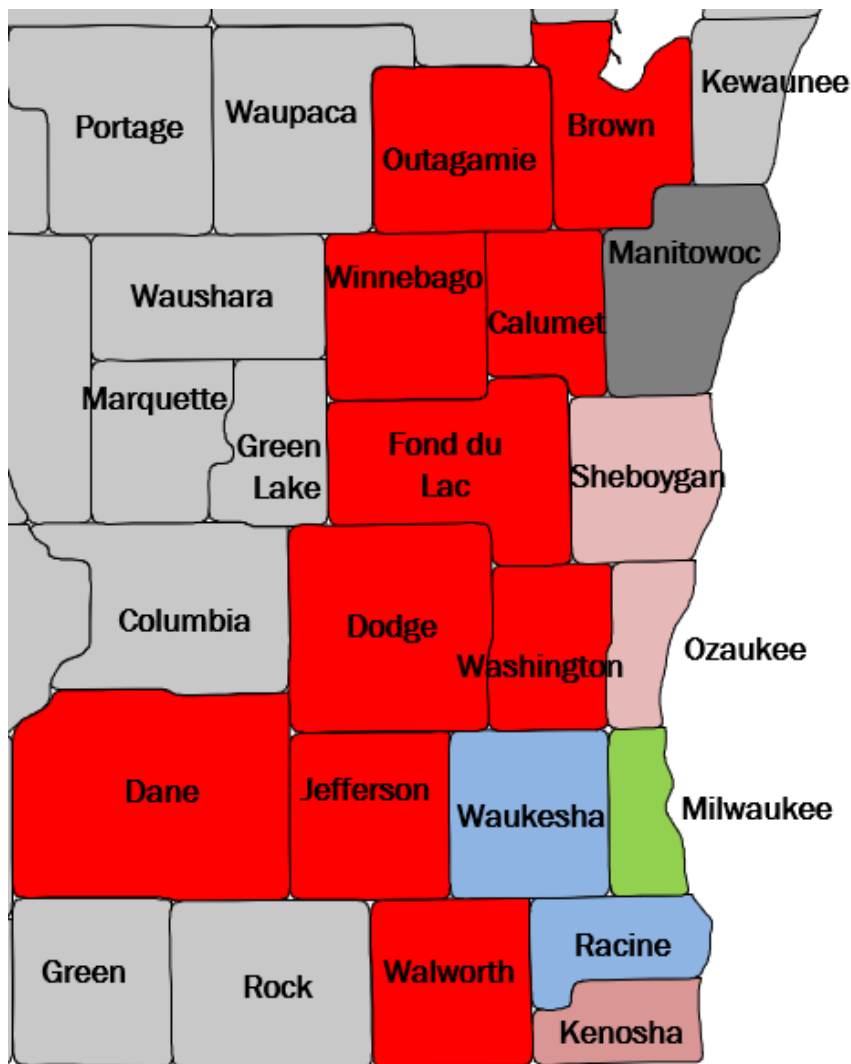 Kewaunee
Waupaca
Portage
Brown
Outagamie
Manitowoc
Winnebago
Waushara
Calumet
Marquette
Green
Lake
Fond du
Lac
Sheboygan
Columbia
Dodge
Ozaukee
Washington
Dane
Jefferson
Waukesha
Milwaukee
Racine
Green
Rock
Walworth
Kenosha